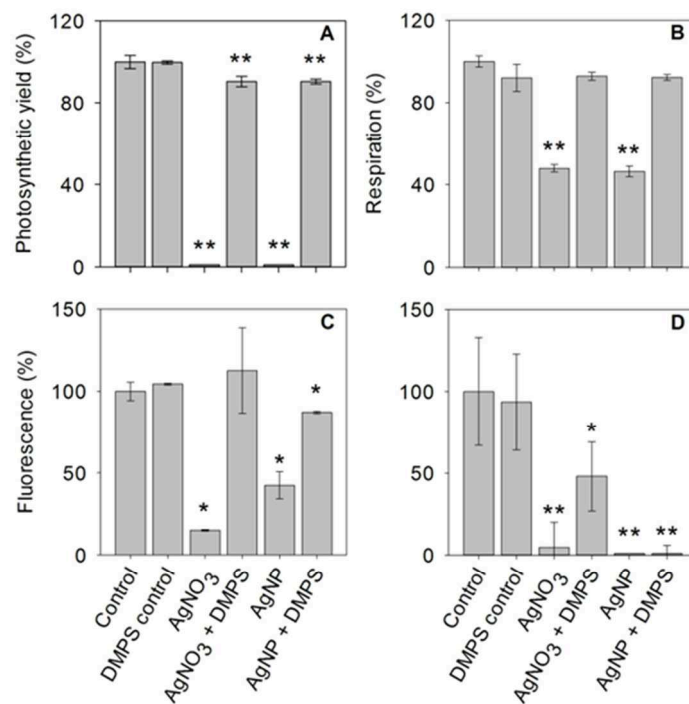 A
Photosynthetic yield (%)
120
80
40
0
** ** ** **
B
Respiration (%)
120
80
40
0
** **
C
Fluorescence (%)
150
100
50
0
* * *
D
150
100
50
0
** * ** **
Control
DMPS control
AgNO3
AgNO3 + DMPS
AgNP
AgNP + DMPS
Control
DMPS control
AgNO3
AgNO3 + DMPS
AgNP
AgNP + DMPS